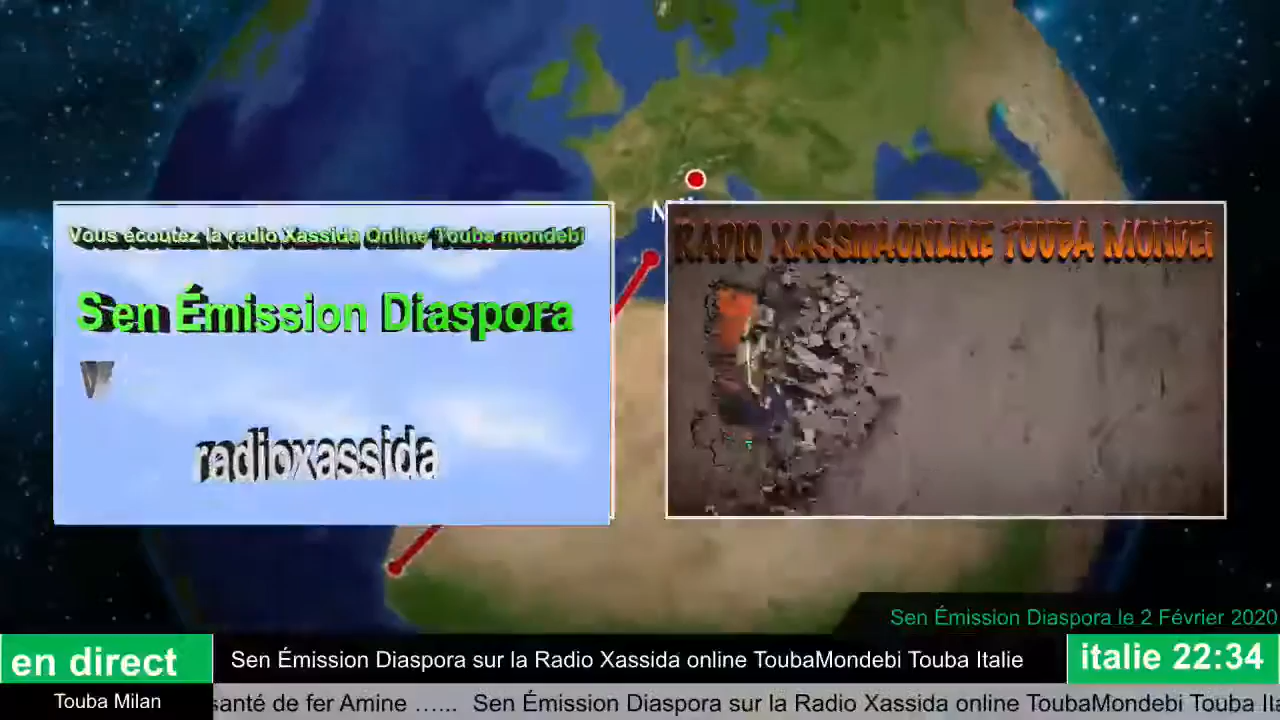 Vous écoutez la radio Xassida Online Touba mondebi
Sen Émission Diaspora
radioxassida
RADIO XASSIDAONLINE TOUBA MONDEI
Sen Émission Diaspora le 2 Février 2020
en direct
Sen Émission Diaspora sur la Radio Xassida online ToubaMondebi Touba Italie
italie 22:34
Touba Milan
santé de fer Amine …... Sen Émission Diaspora sur la Radio Xassida online ToubaMondebi Touba Ita